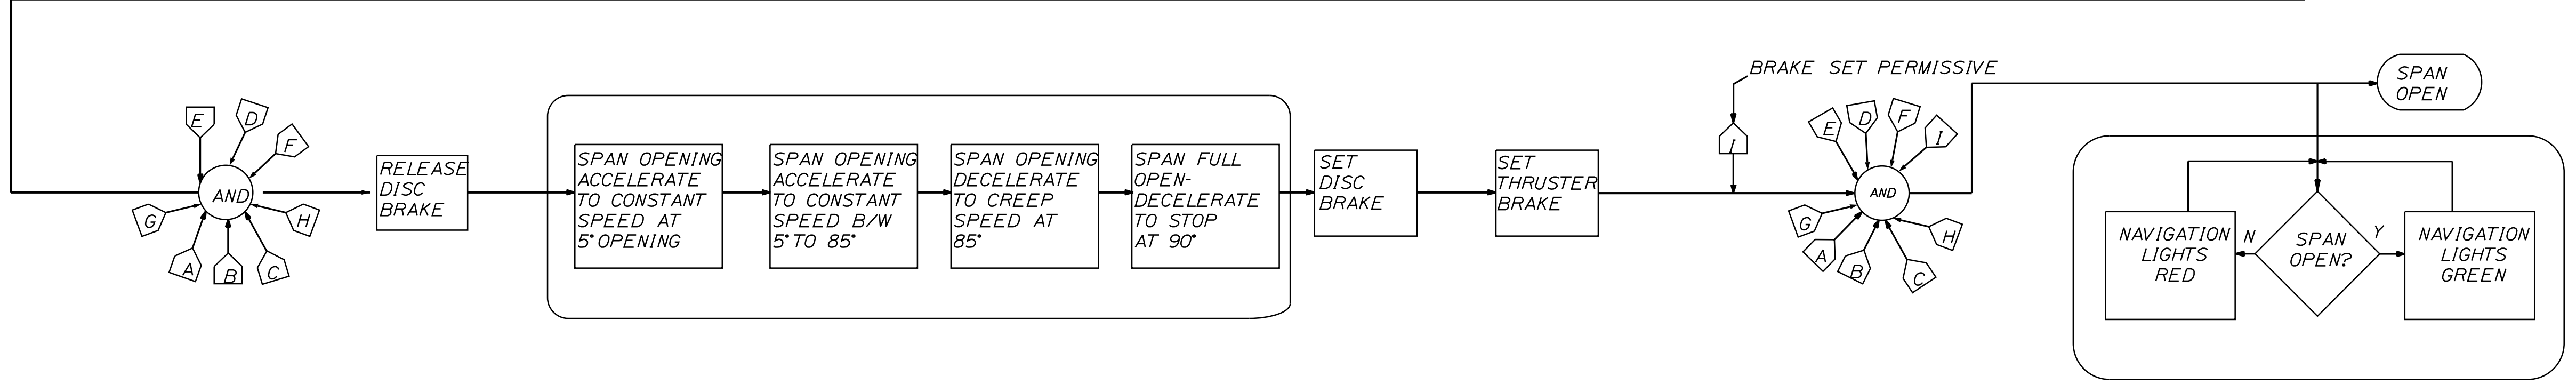 E
D
F
AND
G
H
A
B
C
RELEASE
DISC
BRAKE
SPAN OPENING
ACCELERATE
TO CONSTANT
SPEED AT
5° OPENING
SPAN OPENING
ACCELERATE
TO CONSTANT
SPEED B/W
5° TO 85°
SPAN OPENING
DECELERATE
TO CREEP
SPEED AT
85°
SPAN FULL
OPEN-
DECELERATE
TO STOP
AT 90°
SET
DISC
BRAKE
SET
THRUSTER
BRAKE
BRAKE SET PERMISSIVE
I
E
D
F
I
AND
G
H
A
B
C
SPAN
OPEN
NAVIGATION
LIGHTS
RED
N
SPAN
OPEN?
Y
NAVIGATION
LIGHTS
GREEN